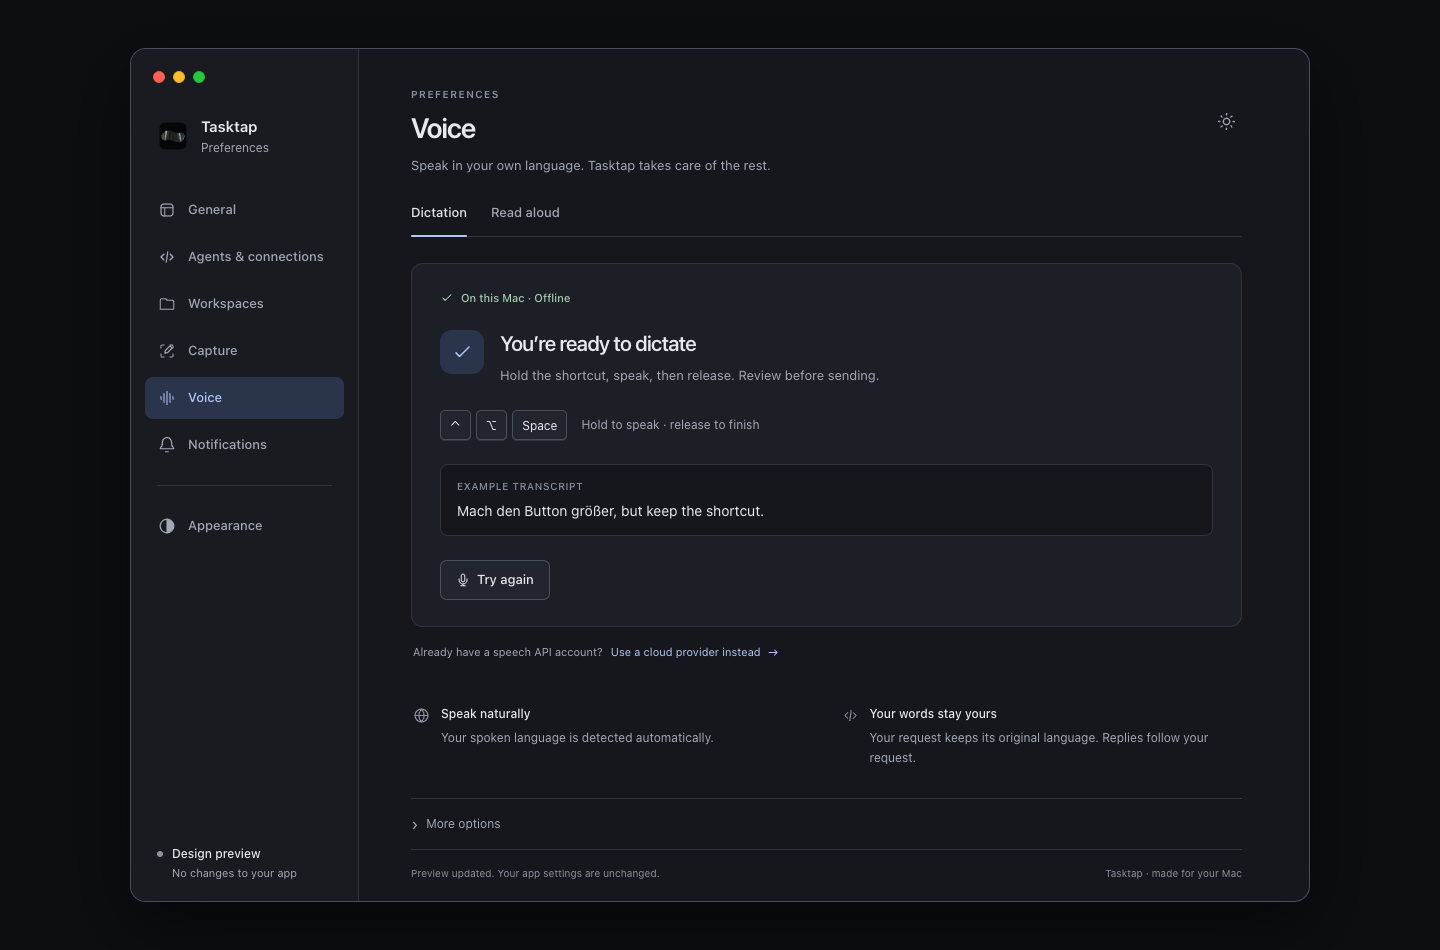 Tasktap
Preferences
General
Agents & connections
Workspaces
Capture
Voice
Notifications
Appearance
Design preview
No changes to your app
PREFERENCES
Voice
Speak in your own language. Tasktap takes care of the rest.
Dictation
Read aloud
On this Mac · Offline
You’re ready to dictate
Hold the shortcut, speak, then release. Review before sending.
⌃ ⌥ Space Hold to speak · release to finish
EXAMPLE TRANSCRIPT
Mach den Button größer, but keep the shortcut.
Try again
Already have a speech API account? Use a cloud provider instead →
Speak naturally
Your spoken language is detected automatically.
Your words stay yours
Your request keeps its original language. Replies follow your
request.
More options
Preview updated. Your app settings are unchanged.
Tasktap · made for your Mac